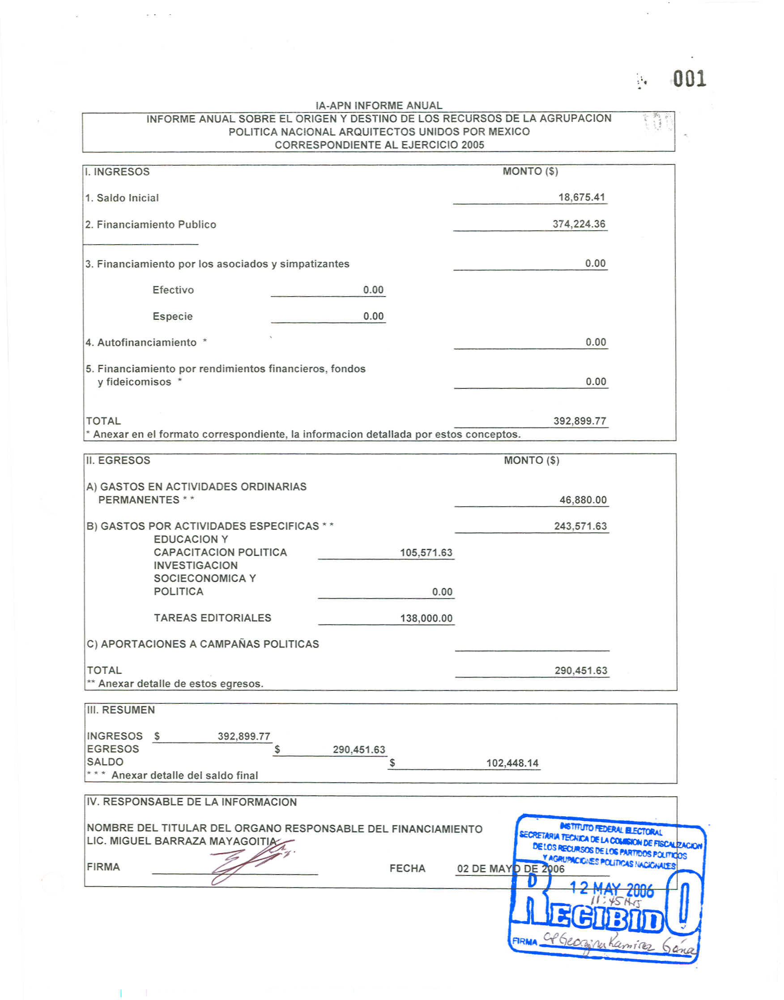 001
IA-APN INFORME ANUAL
INFORME ANUAL SOBRE EL ORIGEN Y DESTINO DE LOS RECURSOS DE LA AGRUPACION
POLITICA NACIONAL ARQUITECTOS UNIDOS POR MEXICO
CORRESPONDIENTE AL EJERCICIO 2005
I. INGRESOS MONTO ($)
1. Saldo Inicial 18,675.41
2. Financiamiento Publico 374,224.36
3. Financiamiento por los asociados y simpatizantes 0.00
Efectivo 0.00
Especie 0.00
4. Autofinanciamiento * 0.00
5. Financiamiento por rendimientos financieros, fondos
y fideicomisos * 0.00
TOTAL 392,899.77
* Anexar en el formato correspondiente, la informacion detallada por estos conceptos.
II. EGRESOS MONTO ($)
A) GASTOS EN ACTIVIDADES ORDINARIAS
PERMANENTES * * 46,880.00
B) GASTOS POR ACTIVIDADES ESPECIFICAS * * 243,571.63
EDUCACION Y
CAPACITACION POLITICA 105,571.63
INVESTIGACION
SOCIECONOMICA Y
POLITICA 0.00
TAREAS EDITORIALES 138,000.00
C) APORTACIONES A CAMPAÑAS POLITICAS
TOTAL 290,451.63
** Anexar detalle de estos egresos.
III. RESUMEN
INGRESOS $ 392,899.77
EGRESOS $ 290,451.63
SALDO $ 102,448.14
* * * Anexar detalle del saldo final
IV. RESPONSABLE DE LA INFORMACION
NOMBRE DEL TITULAR DEL ORGANO RESPONSABLE DEL FINANCIAMIENTO
LIC. MIGUEL BARRAZA MAYAGOITIA
FIRMA FECHA 02 DE MAYO DE 2006
INSTITUTO FEDERAL ELECTORAL
SECRETARIA TECNICA DE LA COMISION DE FISCALIZACION
DE LOS RECURSOS DE LOS PARTIDOS POLITICOS
Y AGRUPACIONES POLITICAS NACIONALES
12 MAY 2006
11:45 Hrs
RECIBIDO
FIRMA CP Georgina Ramirez